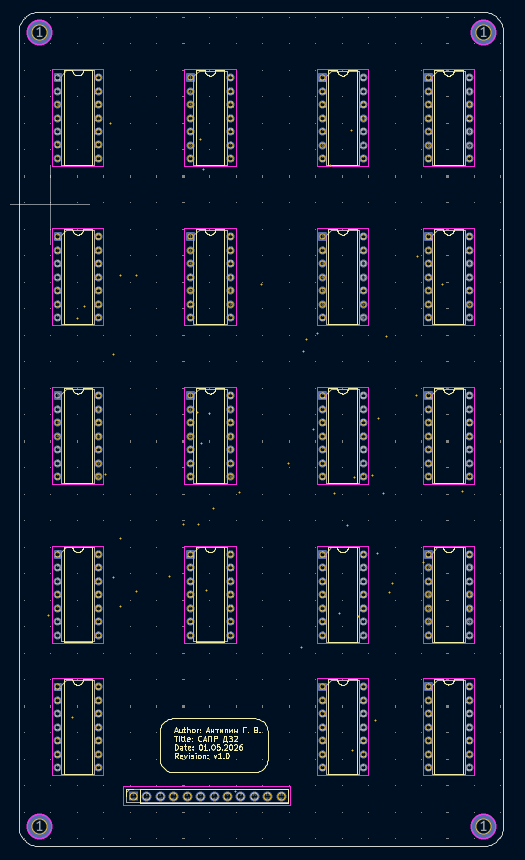 1
1
Author: Антипин Г. В.
Title: САПР ДЗ2
Date: 01.05.2026
Revision: v1.0
1
1